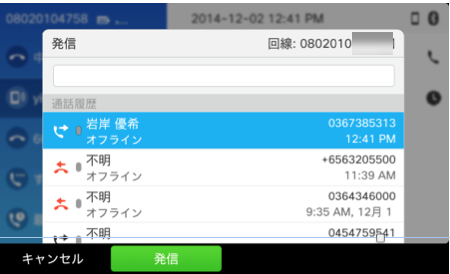 08020104758
2014-12-02 12:41 PM
発信
回線: 0802010
通話履歴
岩岸 優希
0367385313
オフライン
12:41 PM
不明
+6563205500
オフライン
11:39 AM
不明
0364346000
オフライン
9:35 AM, 12月 1
不明
0454759541
キャンセル
発信